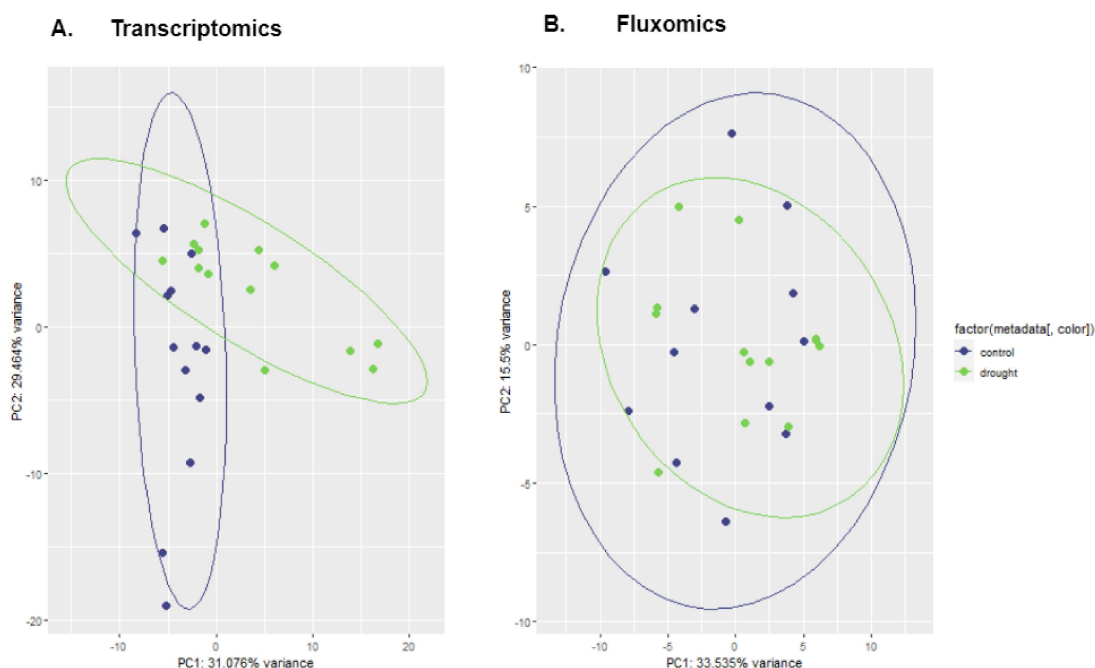 A. Transcriptomics
10
0
-10
-20
-10
0
10
20
PC2: 29.464% variance
PC1: 31.076% variance
B. Fluxomics
10
5
0
-5
-10
-10
-5
0
5
10
PC2: 15.5% variance
PC1: 33.535% variance
factor(metadata[, color])
control
drought